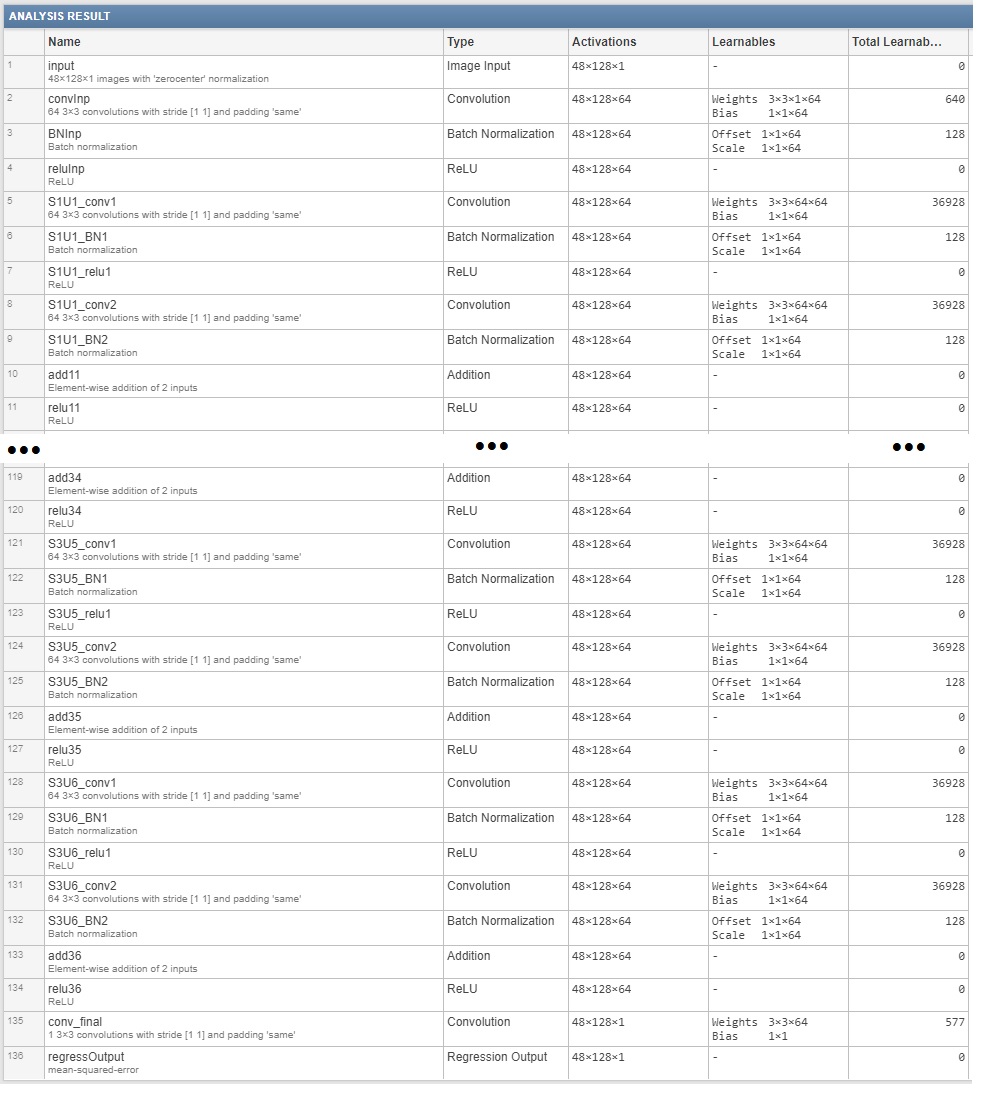 ANALYSIS RESULT
Name Type Activations Learnables Total Learnab...
1 input Image Input 48×128×1 - 0
48×128×1 images with 'zerocenter' normalization
2 convInp Convolution 48×128×64 Weights 3×3×1×64 640
64 3×3 convolutions with stride [1 1] and padding 'same' Bias 1×1×64
3 BNInp Batch Normalization 48×128×64 Offset 1×1×64 128
Batch normalization Scale 1×1×64
4 reluInp ReLU 48×128×64 - 0
ReLU
5 S1U1_conv1 Convolution 48×128×64 Weights 3×3×64×64 36928
64 3×3 convolutions with stride [1 1] and padding 'same' Bias 1×1×64
6 S1U1_BN1 Batch Normalization 48×128×64 Offset 1×1×64 128
Batch normalization Scale 1×1×64
7 S1U1_relu1 ReLU 48×128×64 - 0
ReLU
8 S1U1_conv2 Convolution 48×128×64 Weights 3×3×64×64 36928
64 3×3 convolutions with stride [1 1] and padding 'same' Bias 1×1×64
9 S1U1_BN2 Batch Normalization 48×128×64 Offset 1×1×64 128
Batch normalization Scale 1×1×64
10 add11 Addition 48×128×64 - 0
Element-wise addition of 2 inputs
11 relu11 ReLU 48×128×64 - 0
ReLU
••• ••• •••
119 add34 Addition 48×128×64 - 0
Element-wise addition of 2 inputs
120 relu34 ReLU 48×128×64 - 0
ReLU
121 S3U5_conv1 Convolution 48×128×64 Weights 3×3×64×64 36928
64 3×3 convolutions with stride [1 1] and padding 'same' Bias 1×1×64
122 S3U5_BN1 Batch Normalization 48×128×64 Offset 1×1×64 128
Batch normalization Scale 1×1×64
123 S3U5_relu1 ReLU 48×128×64 - 0
ReLU
124 S3U5_conv2 Convolution 48×128×64 Weights 3×3×64×64 36928
64 3×3 convolutions with stride [1 1] and padding 'same' Bias 1×1×64
125 S3U5_BN2 Batch Normalization 48×128×64 Offset 1×1×64 128
Batch normalization Scale 1×1×64
126 add35 Addition 48×128×64 - 0
Element-wise addition of 2 inputs
127 relu35 ReLU 48×128×64 - 0
ReLU
128 S3U6_conv1 Convolution 48×128×64 Weights 3×3×64×64 36928
64 3×3 convolutions with stride [1 1] and padding 'same' Bias 1×1×64
129 S3U6_BN1 Batch Normalization 48×128×64 Offset 1×1×64 128
Batch normalization Scale 1×1×64
130 S3U6_relu1 ReLU 48×128×64 - 0
ReLU
131 S3U6_conv2 Convolution 48×128×64 Weights 3×3×64×64 36928
64 3×3 convolutions with stride [1 1] and padding 'same' Bias 1×1×64
132 S3U6_BN2 Batch Normalization 48×128×64 Offset 1×1×64 128
Batch normalization Scale 1×1×64
133 add36 Addition 48×128×64 - 0
Element-wise addition of 2 inputs
134 relu36 ReLU 48×128×64 - 0
ReLU
135 conv_final Convolution 48×128×1 Weights 3×3×64 577
1 3×3 convolutions with stride [1 1] and padding 'same' Bias 1×1
136 regressOutput Regression Output 48×128×1 - 0
mean-squared-error